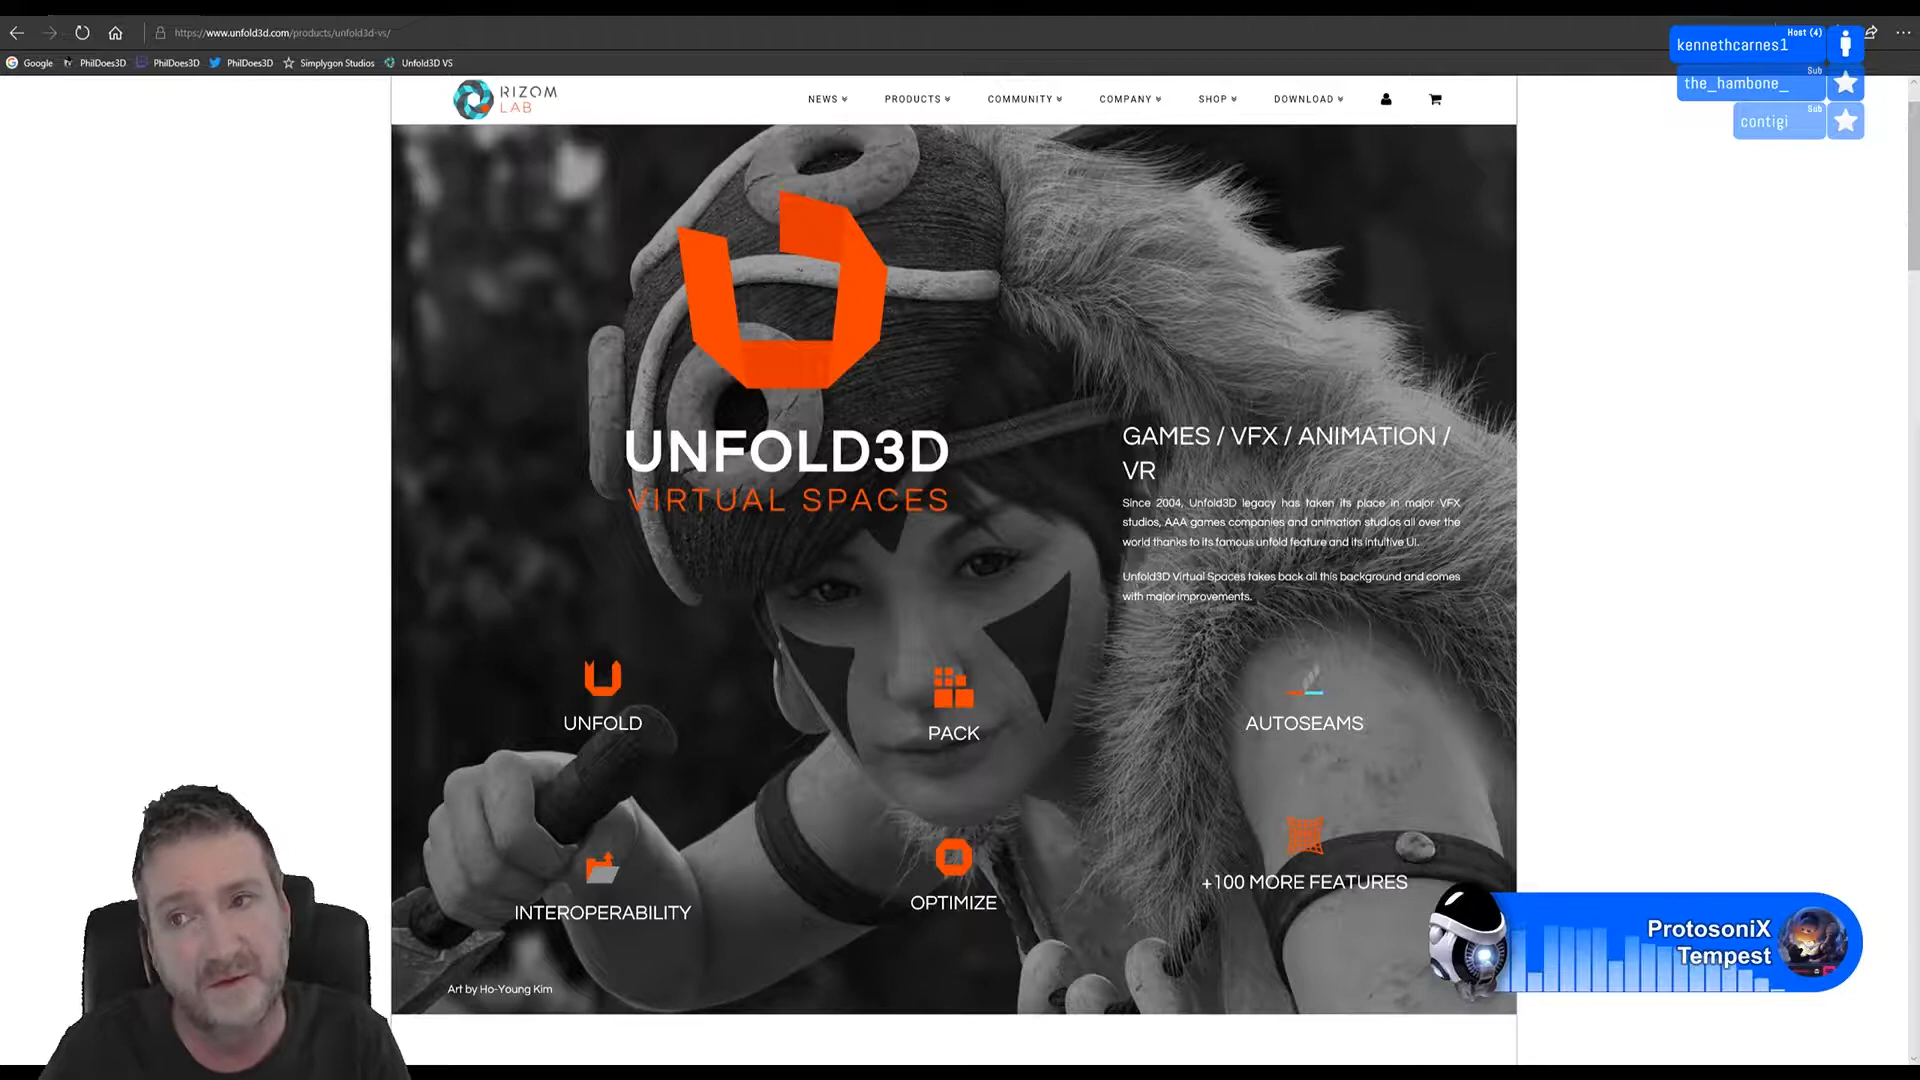 https://www.unfold3d.com/products/unfold3d-vs/
Google PhilDoes3D PhilDoes3D PhilDoes3D Simplygon Studios Unfold3D VS
Host (4)
kennethcarnes1
Sub
the_hambone_
Sub
contigi
RIZOM
LAB
NEWS PRODUCTS COMMUNITY COMPANY SHOP DOWNLOAD
UNFOLD3D
VIRTUAL SPACES
GAMES / VFX / ANIMATION /
VR
Since 2004, Unfold3D legacy has taken its place in major VFX
studios, AAA games companies and animation studios all over the
world thanks to its famous unfold feature and its intuitive UI.
Unfold3D Virtual Spaces takes back all this background and comes
with major improvements.
UNFOLD
PACK
AUTOSEAMS
INTEROPERABILITY
OPTIMIZE
+100 MORE FEATURES
ProtosoniX
Tempest
Art by Ho-Young Kim